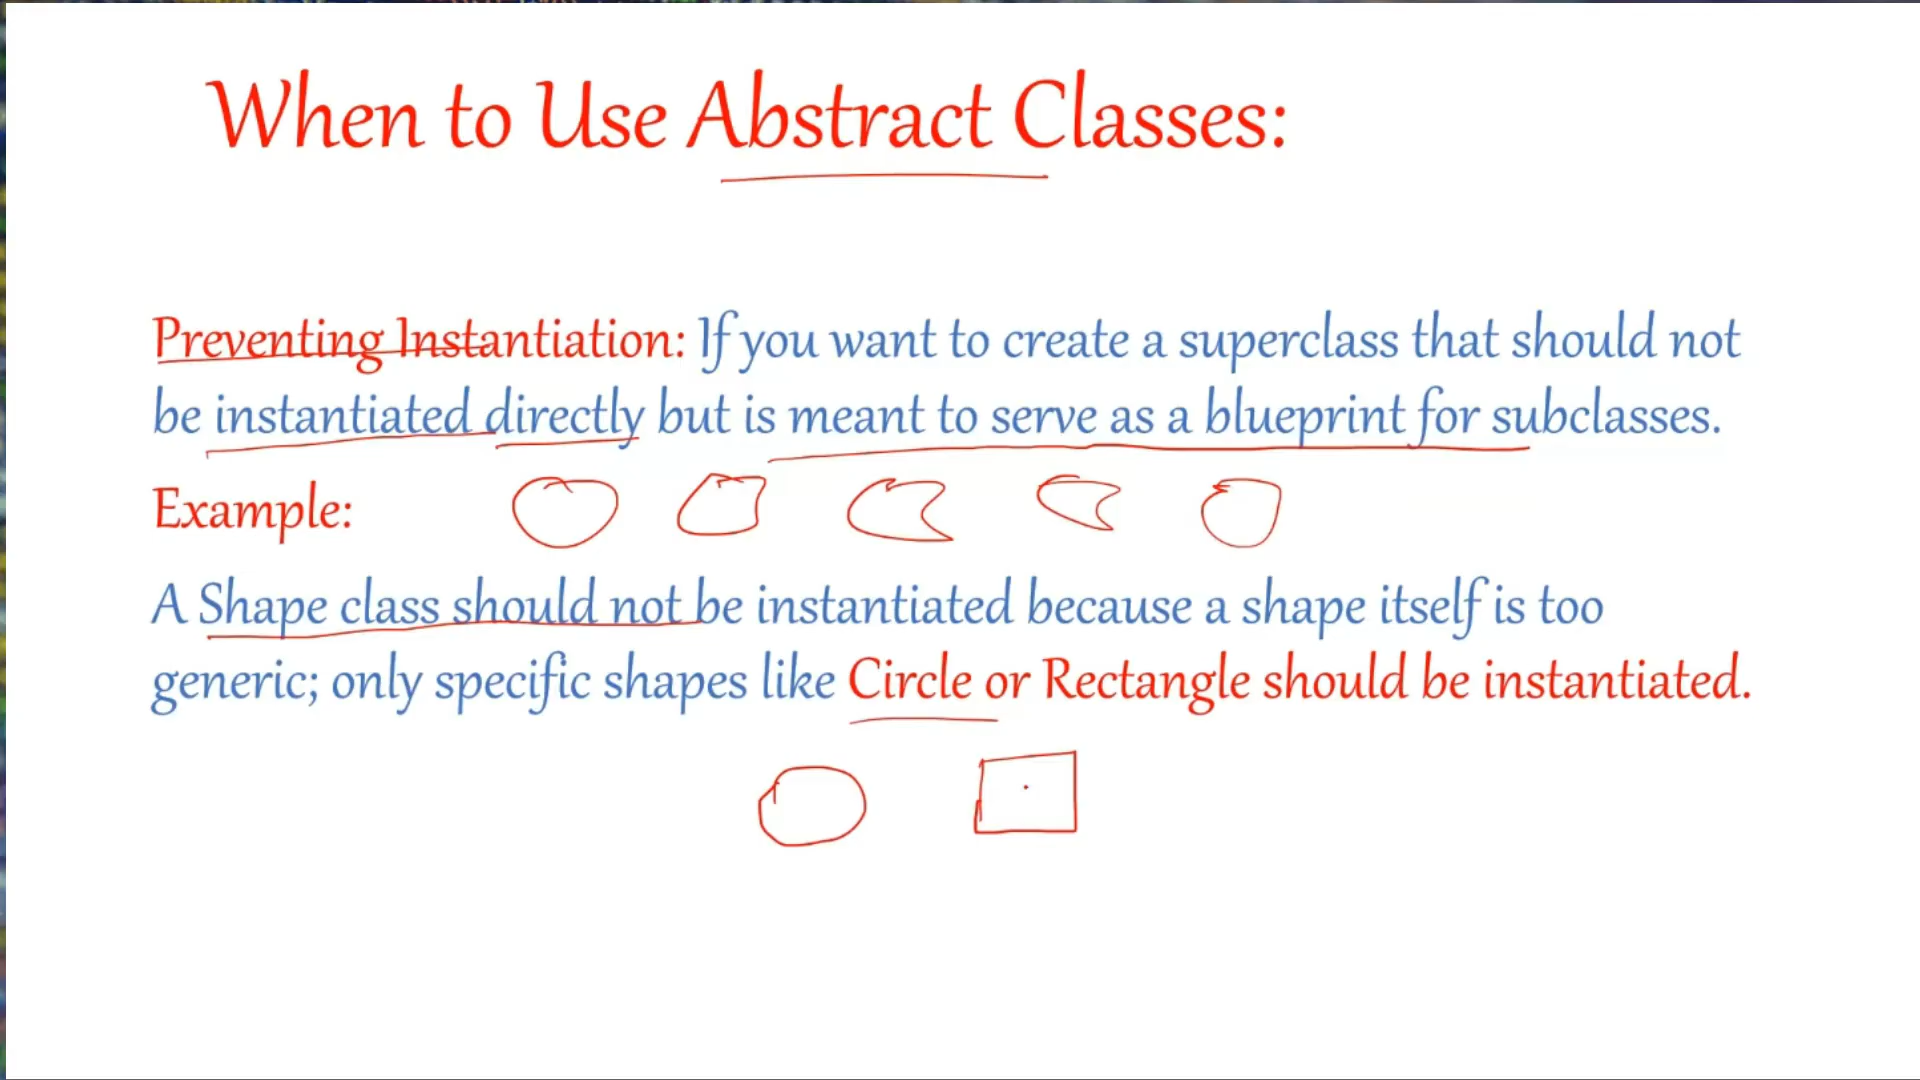 When to Use Abstract Classes:
Preventing Instantiation: If you want to create a superclass that should not
be instantiated directly but is meant to serve as a blueprint for subclasses.
Example:
A Shape class should not be instantiated because a shape itself is too
generic; only specific shapes like Circle or Rectangle should be instantiated.